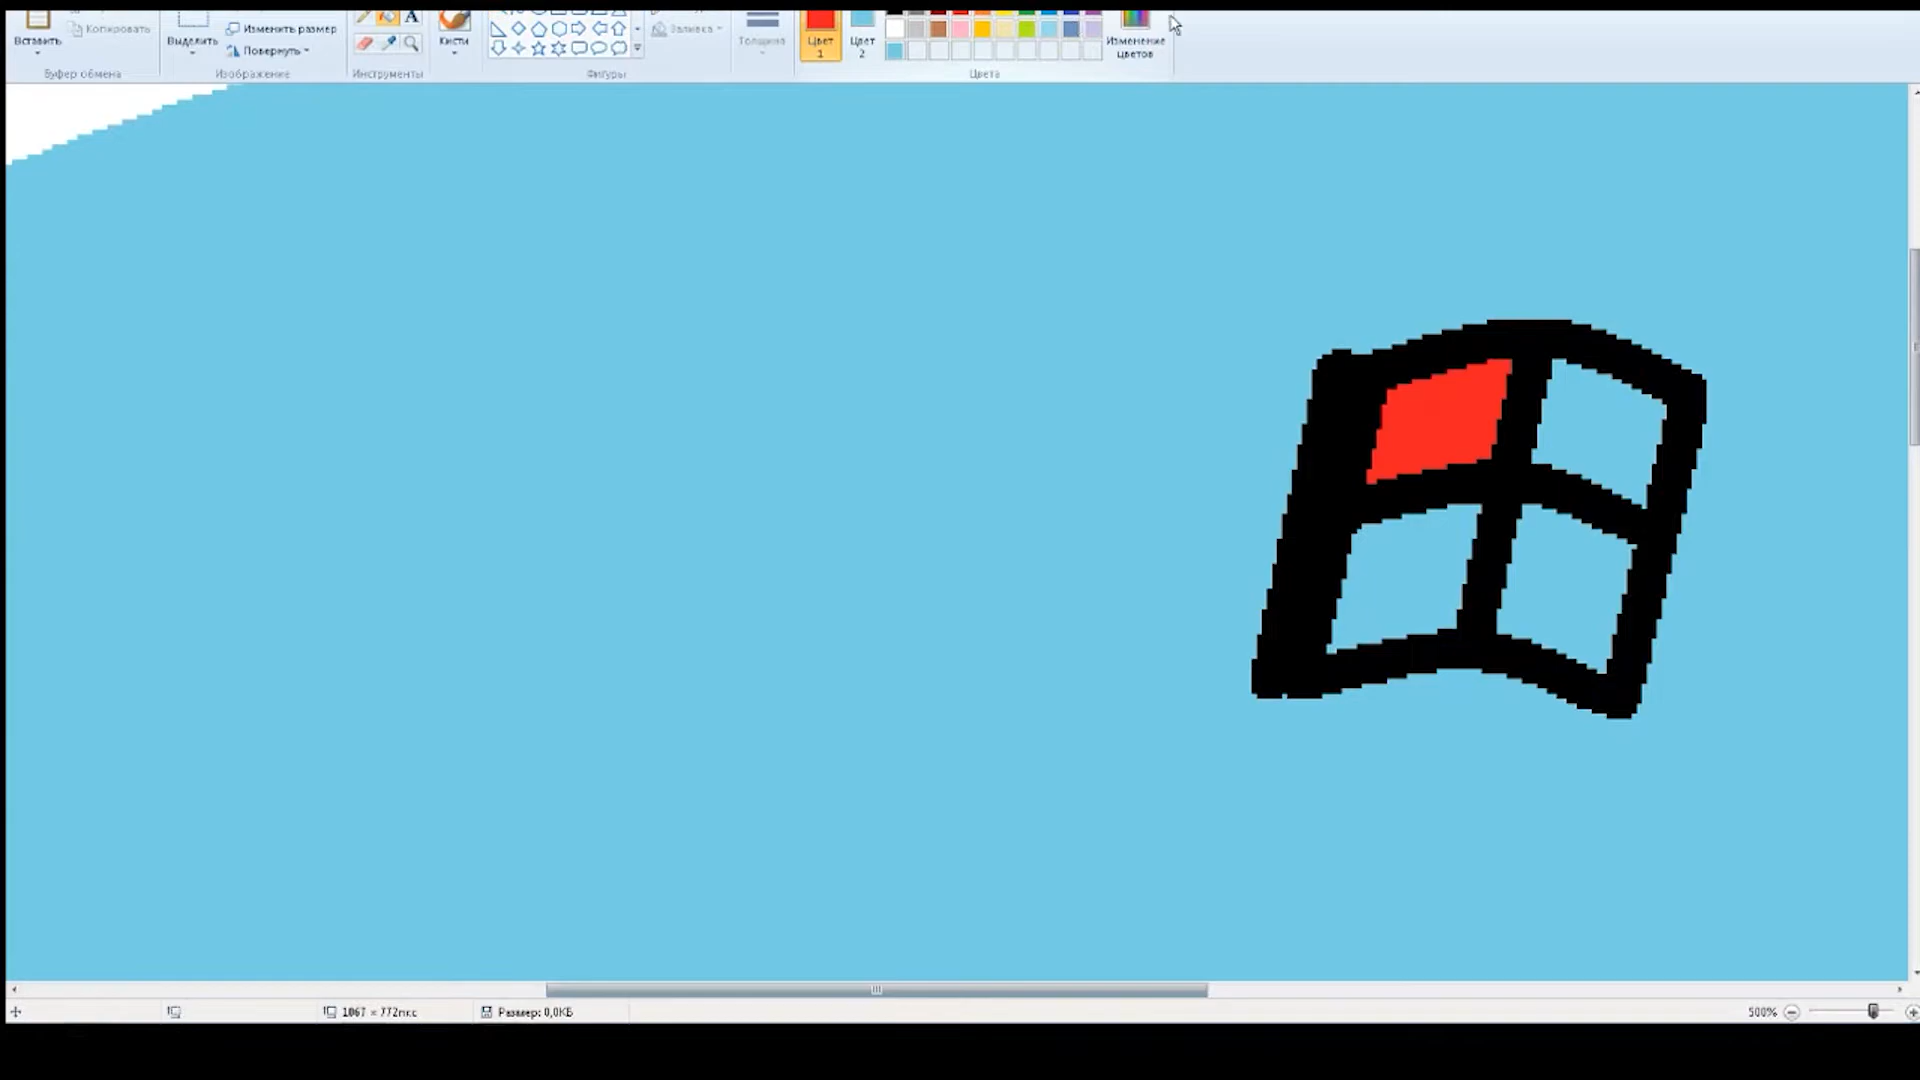 Вставить
Копировать
Буфер обмена
Выделить
Изменить размер
Повернуть
Изображение
A
Инструменты
Кисти
Фигуры
Заливка
Толщина
Цвет
1
Цвет
2
Изменение
цветов
Цвета
1067 × 772пкс
Размер: 0,0КБ
500%